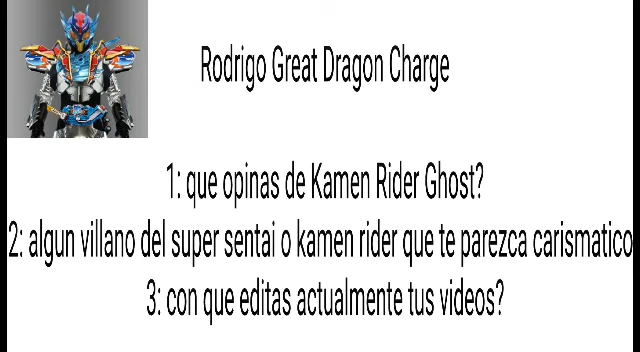 Rodrigo Great Dragon Charge
1: que opinas de Kamen Rider Ghost?
2: algun villano del super sentai o kamen rider que te parezca carismatico
3: con que editas actualmente tus videos?